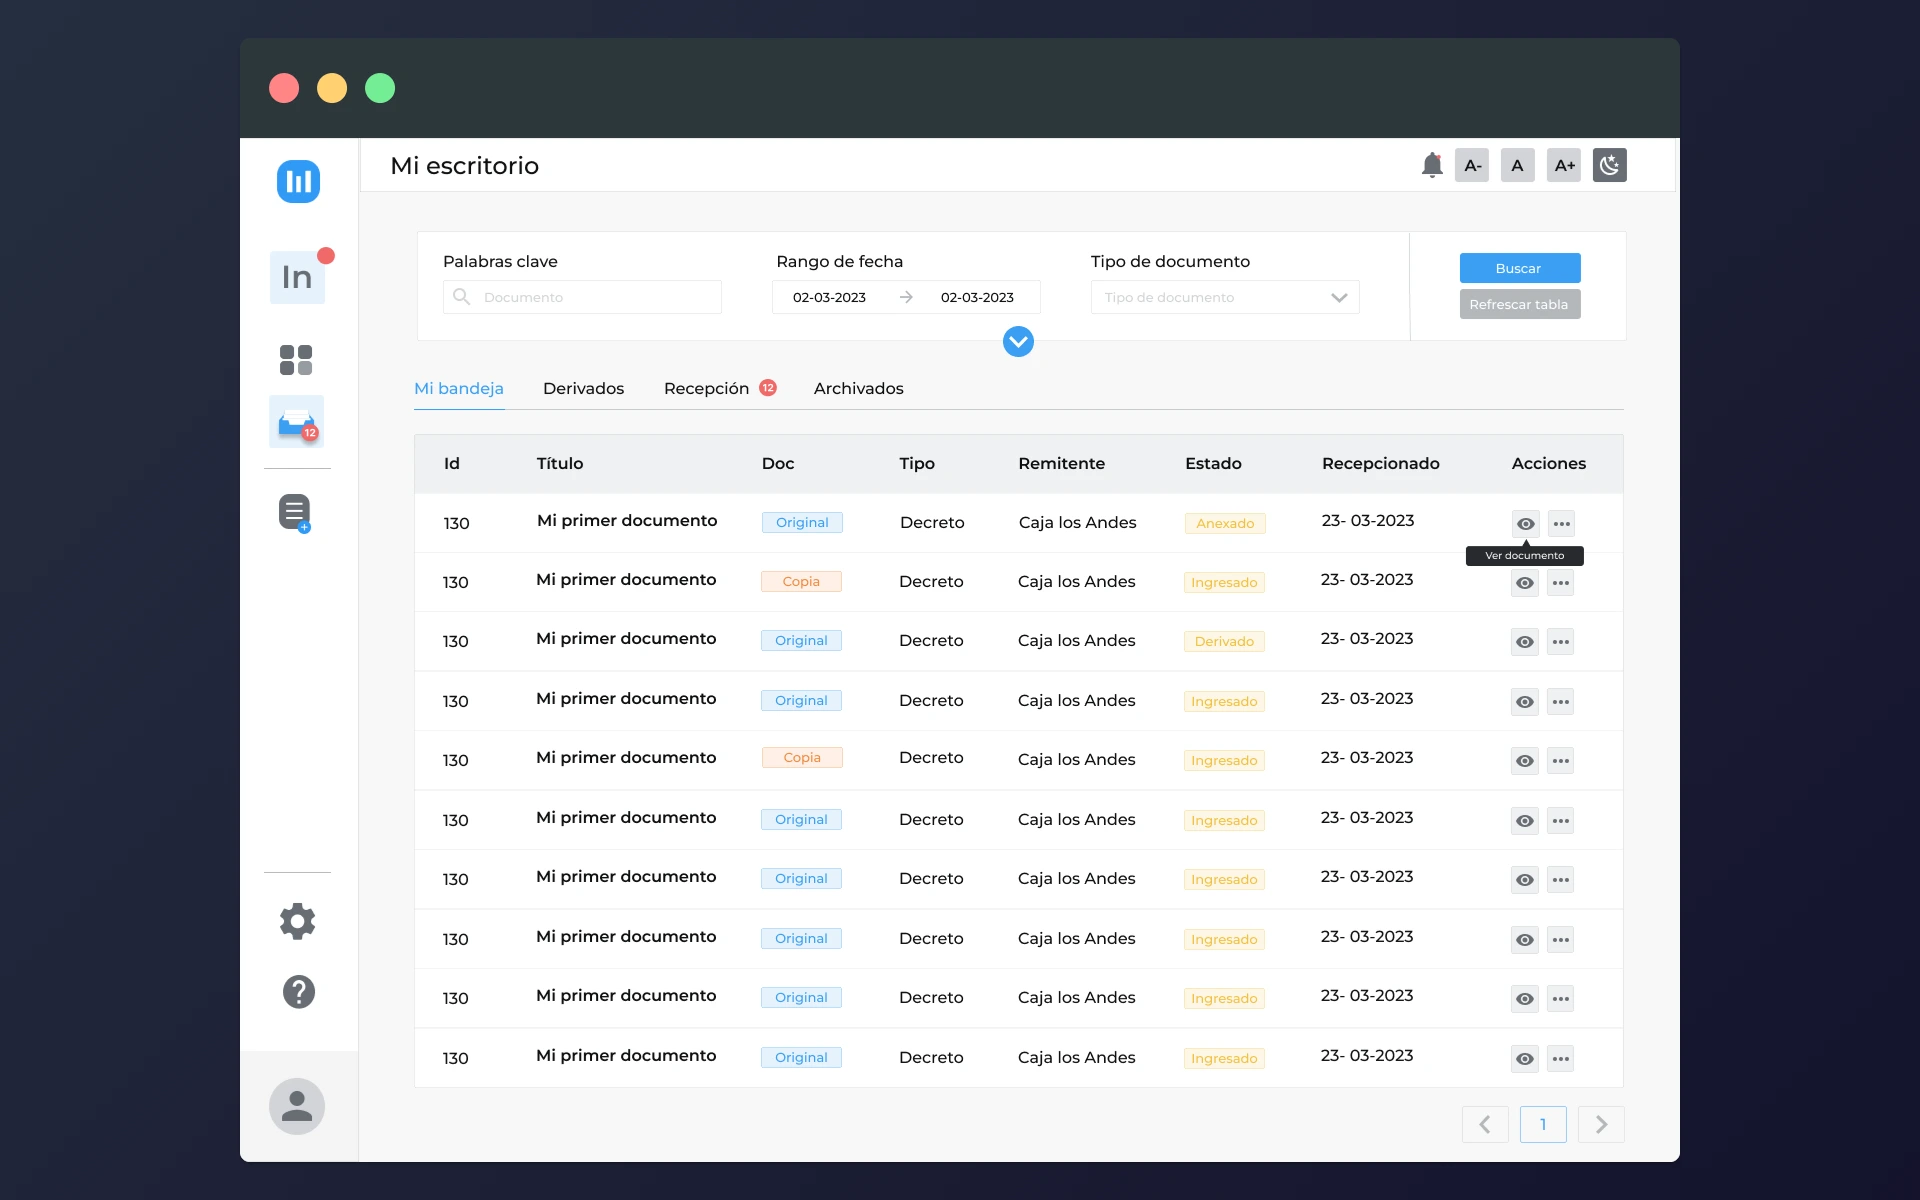 Mi escritorio
A-
A
A+
In
Palabras clave
Rango de fecha
Tipo de documento
Buscar
Documento
02-03-2023
02-03-2023
Tipo de documento
Refrescar tabla
Mi bandeja
Derivados
Recepción 12
Archivados
12
Id Título Doc Tipo Remitente Estado Recepcionado Acciones
130 Mi primer documento Original Decreto Caja los Andes Anexado 23- 03-2023
Ver documento
130 Mi primer documento Copia Decreto Caja los Andes Ingresado 23- 03-2023
130 Mi primer documento Original Decreto Caja los Andes Derivado 23- 03-2023
130 Mi primer documento Original Decreto Caja los Andes Ingresado 23- 03-2023
130 Mi primer documento Copia Decreto Caja los Andes Ingresado 23- 03-2023
130 Mi primer documento Original Decreto Caja los Andes Ingresado 23- 03-2023
130 Mi primer documento Original Decreto Caja los Andes Ingresado 23- 03-2023
130 Mi primer documento Original Decreto Caja los Andes Ingresado 23- 03-2023
130 Mi primer documento Original Decreto Caja los Andes Ingresado 23- 03-2023
130 Mi primer documento Original Decreto Caja los Andes Ingresado 23- 03-2023
1